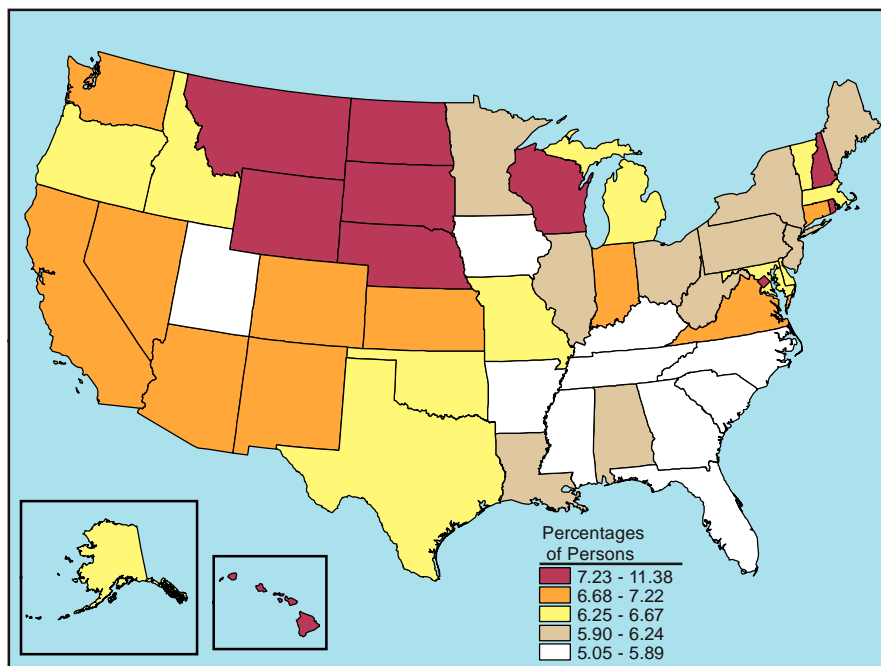 Percentages
of Persons
7.23 - 11.38
6.68 - 7.22
6.25 - 6.67
5.90 - 6.24
5.05 - 5.89